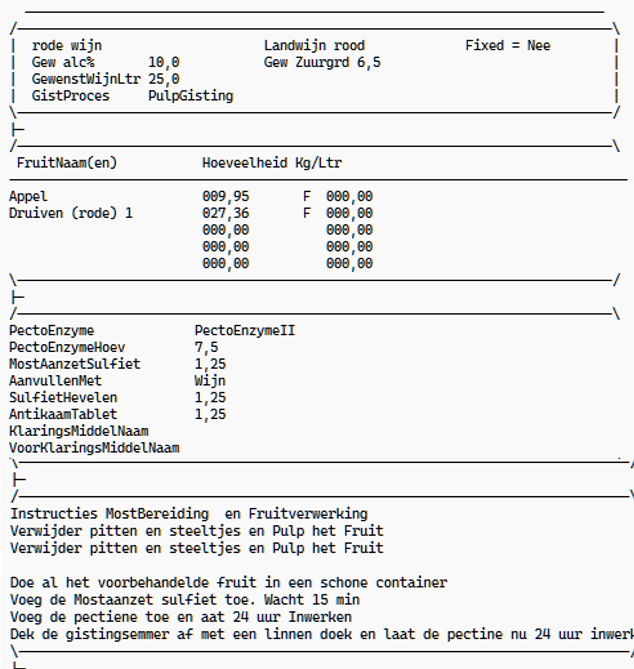 rode wijn Landwijn rood Fixed = Nee
Gew alc% 10,0 Gew Zuurgrd 6,5
GewenstWijnLtr 25,0
GistProces PulpGisting
FruitNaam(en) Hoeveelheid Kg/Ltr
Appel 009,95 F 000,00
Druiven (rode) 1 027,36 F 000,00
000,00 000,00
000,00 000,00
000,00 000,00
PectoEnzyme PectoEnzymeII
PectoEnzymeHoev 7,5
MostAanzetSulfiet 1,25
AanvullenMet Wijn
SulfietHevelen 1,25
AntikaamTablet 1,25
KlaringsMiddelNaam
VoorKlaringsMiddelNaam
Instructies MostBereiding en Fruitverwerking
Verwijder pitten en steeltjes en Pulp het Fruit
Verwijder pitten en steeltjes en Pulp het Fruit
Doe al het voorbehandelde fruit in een schone container
Voeg de Mostaanzet sulfiet toe. Wacht 15 min
Voeg de pectiene toe en aat 24 uur Inwerken
Dek de gistingsemmer af met een linnen doek en laat de pectine nu 24 uur inwerk